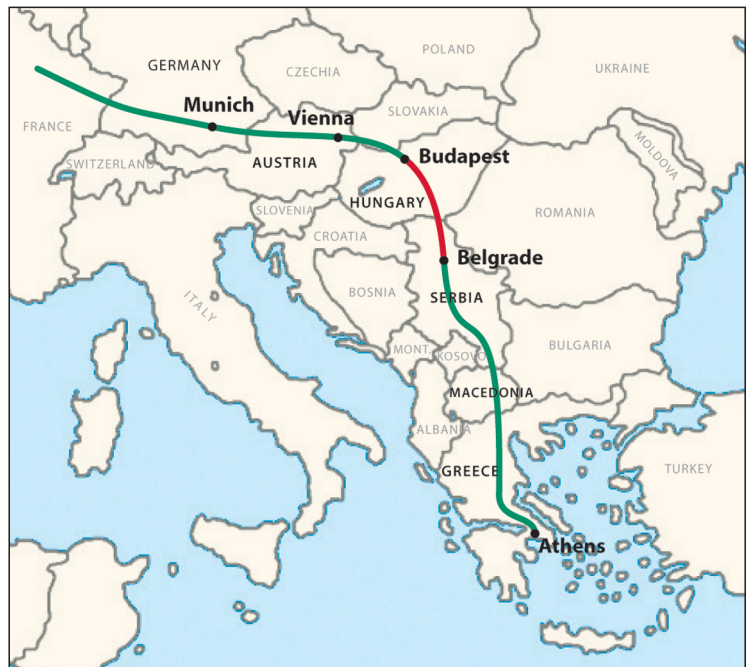 POLAND
GERMANY
CZECHIA
UKRAINE
Munich
Vienna
SLOVAKIA
FRANCE
MOLDOVA
SWITZERLAND
AUSTRIA
Budapest
HUNGARY
SLOVENIA
ROMANIA
CROATIA
Belgrade
BOSNIA
SERBIA
ITALY
MONT.
KOSOVO
BULGARIA
MACEDONIA
ALBANIA
GREECE
TURKEY
Athens